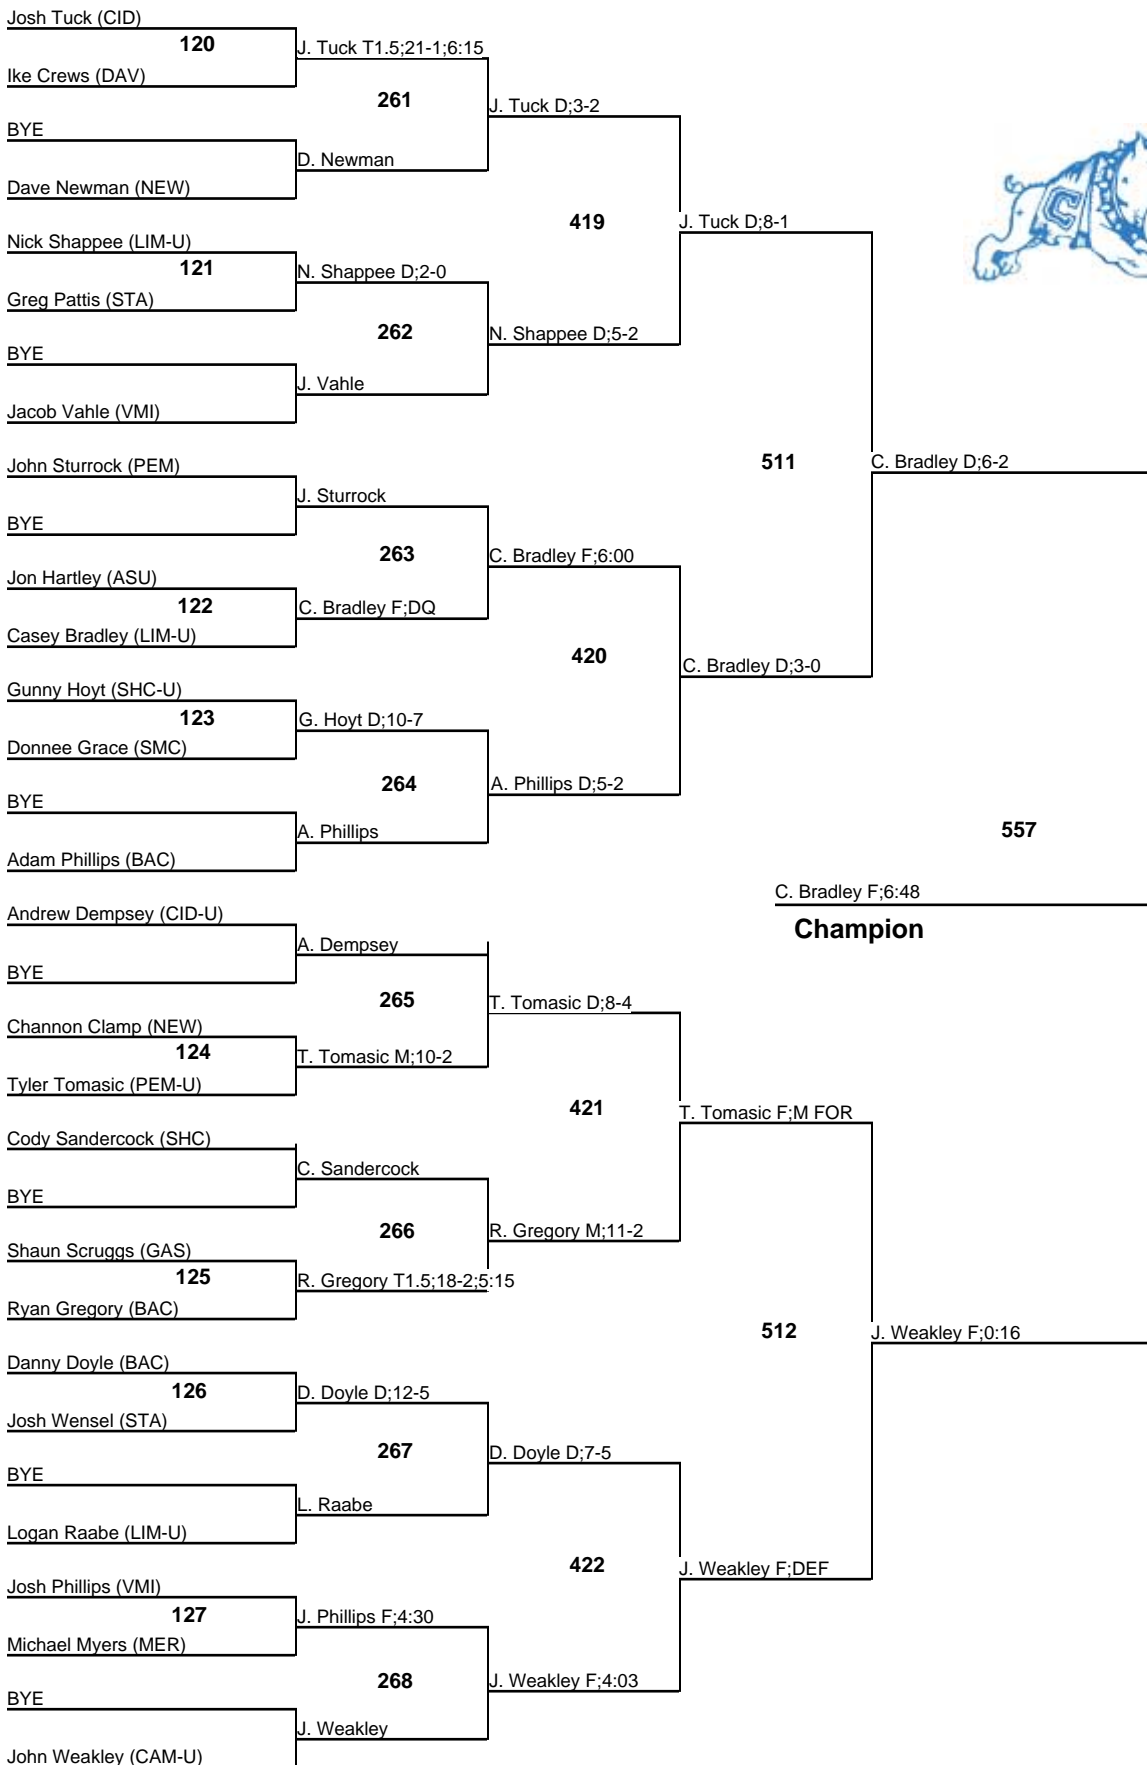 Josh Tuck (CID)
120
J. Tuck T1.5;21-1;6:15
Ike Crews (DAV)
261
J. Tuck D;3-2
BYE
D. Newman
Dave Newman (NEW)
419
J. Tuck D;8-1
Nick Shappee (LIM-U)
121
N. Shappee D;2-0
Greg Pattis (STA)
262
N. Shappee D;5-2
BYE
J. Vahle
Jacob Vahle (VMI)
511
C. Bradley D;6-2
John Sturrock (PEM)
J. Sturrock
BYE
263
C. Bradley F;6:00
Jon Hartley (ASU)
122
C. Bradley F;DQ
Casey Bradley (LIM-U)
420
C. Bradley D;3-0
Gunny Hoyt (SHC-U)
123
G. Hoyt D;10-7
Donnee Grace (SMC)
264
A. Phillips D;5-2
BYE
A. Phillips
Adam Phillips (BAC)
557
C. Bradley F;6:48
Champion
Andrew Dempsey (CID-U)
A. Dempsey
BYE
265
T. Tomasic D;8-4
Channon Clamp (NEW)
124
T. Tomasic M;10-2
Tyler Tomasic (PEM-U)
421
T. Tomasic F;M FOR
Cody Sandercock (SHC)
C. Sandercock
BYE
266
R. Gregory M;11-2
Shaun Scruggs (GAS)
125
R. Gregory T1.5;18-2;5:15
Ryan Gregory (BAC)
512
J. Weakley F;0:16
Danny Doyle (BAC)
126
D. Doyle D;12-5
Josh Wensel (STA)
267
D. Doyle D;7-5
BYE
L. Raabe
Logan Raabe (LIM-U)
422
J. Weakley F;DEF
Josh Phillips (VMI)
127
J. Phillips F;4:30
Michael Myers (MER)
268
J. Weakley F;4:03
BYE
J. Weakley
John Weakley (CAM-U)
C